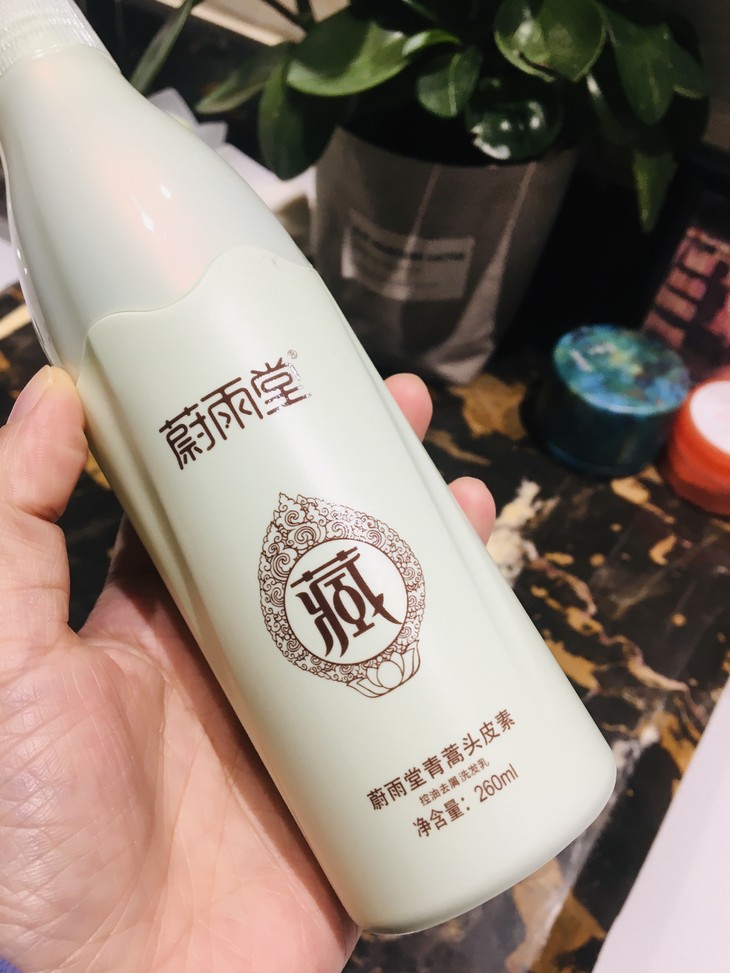 蔚雨堂®
藏
蔚雨堂青蒿头皮素
控油去屑洗发乳
净含量：260ml